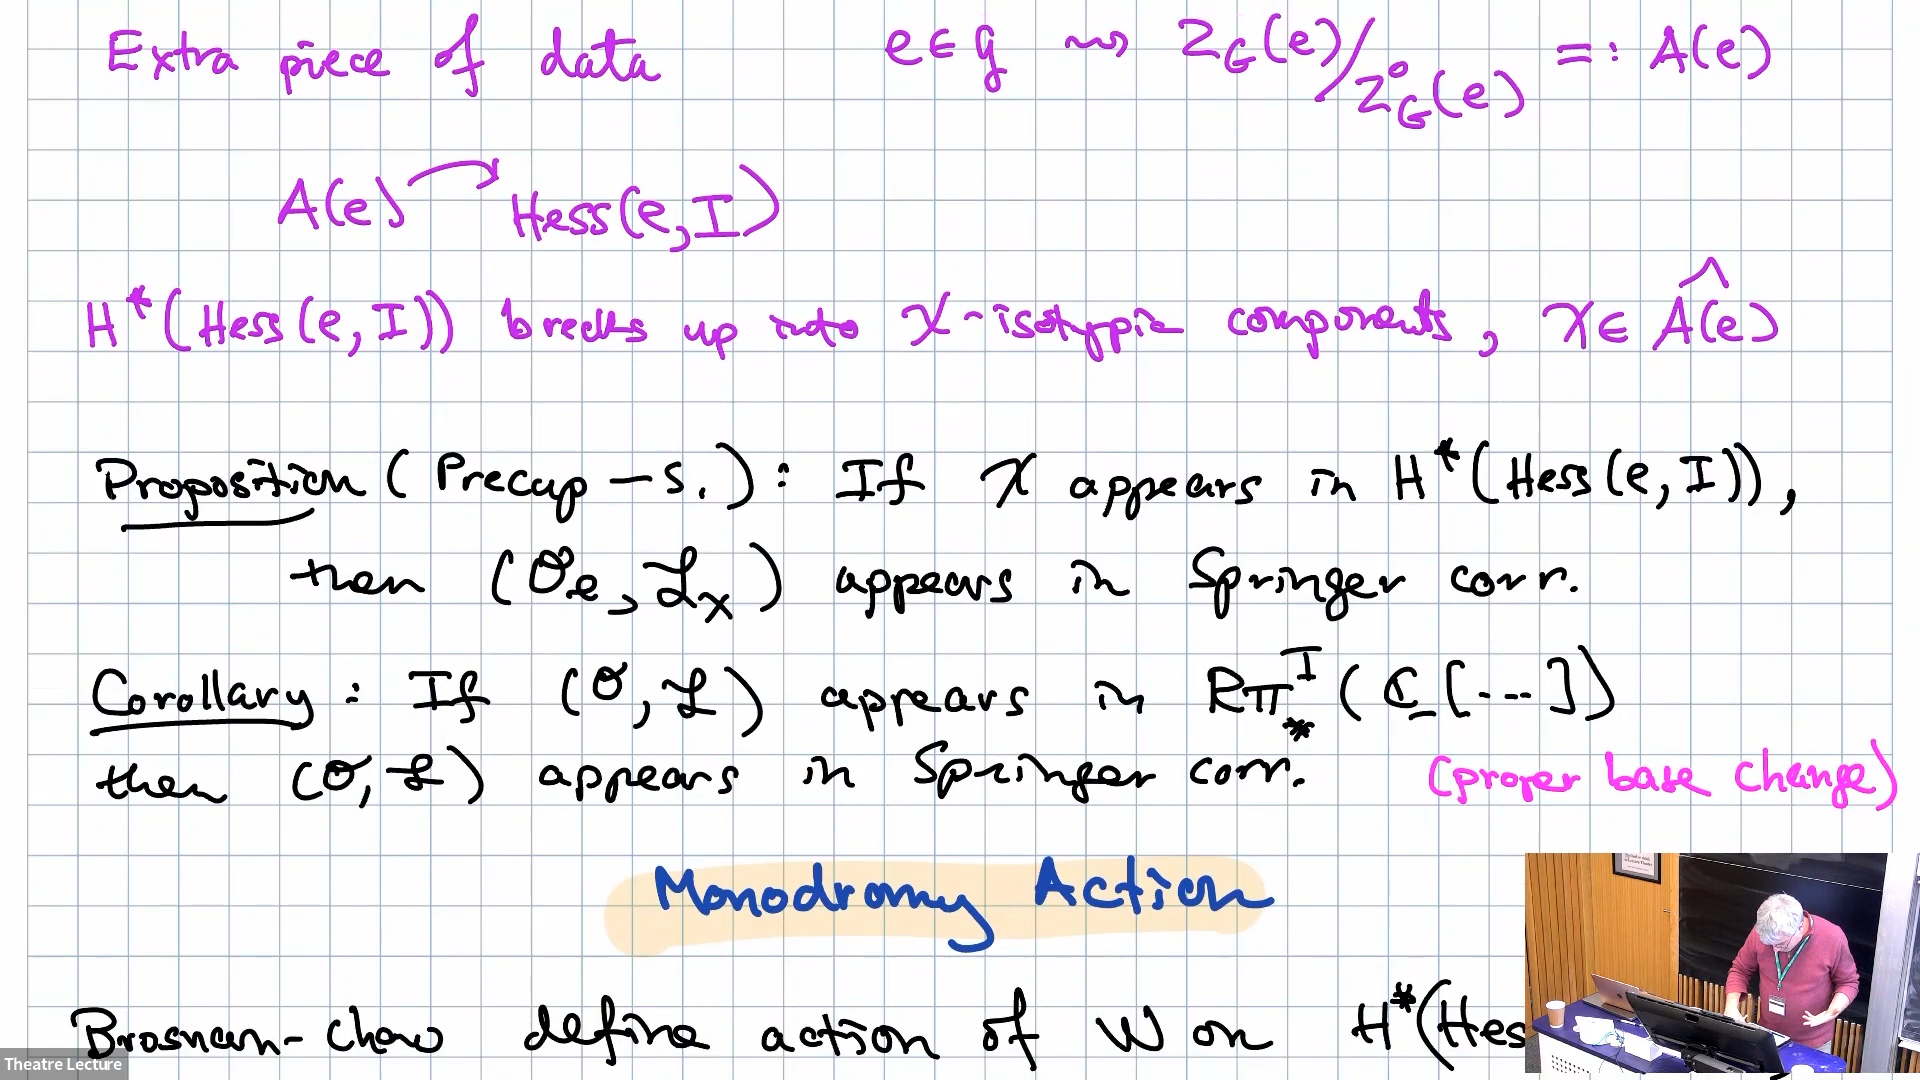 Extra piece of data e ∈ g ⇝ Z_G(e)/Z°_G(e) =: A(e)
A(e) ↷ Hess(e, I)
H*(Hess(e, I)) breaks up into χ-isotypic components, χ ∈ Â(e)
Proposition (Precup – S.): If χ appears in H*(Hess(e, I)),
then (O_e, L_χ) appears in Springer corr.
Corollary: If (O, L) appears in Rπ^I_*(C[---])
then (O, L) appears in Springer corr. (proper base change)
Monodromy Action
Brosnan-Chow define action of W on H*(Hes
Theatre Lecture